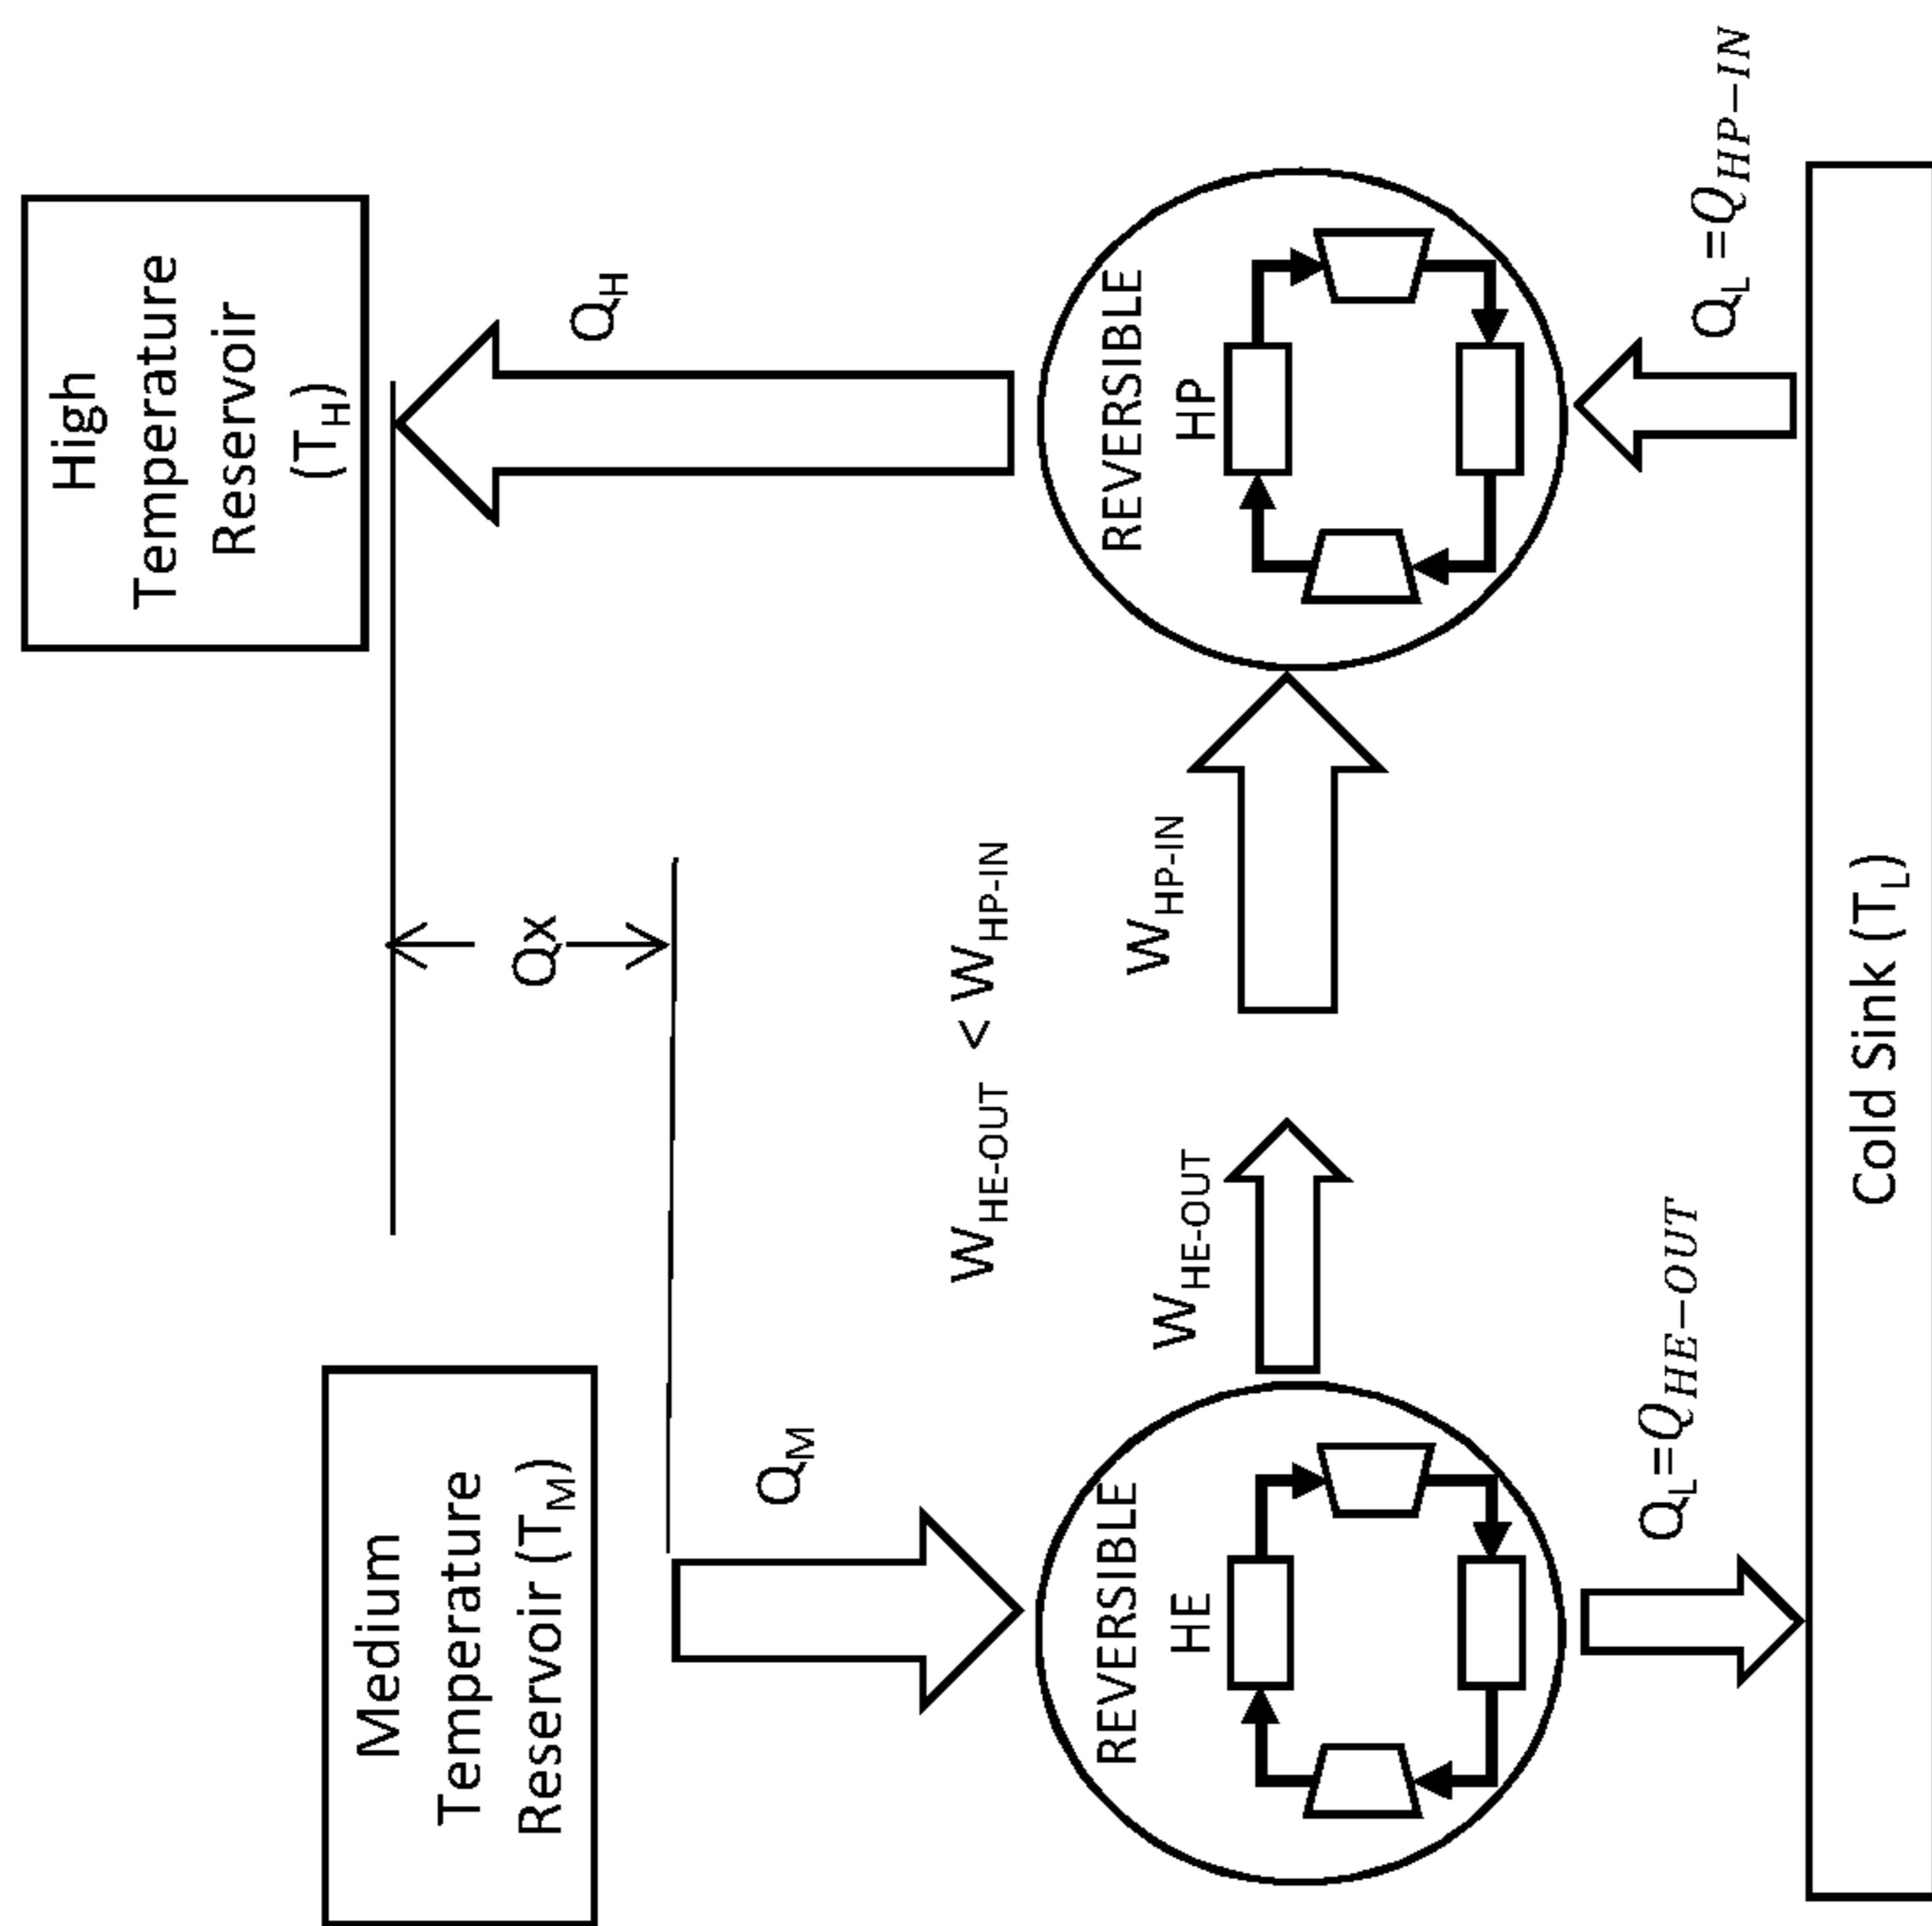 High
Temperature
Reservoir
(T_H)
Medium
Temperature
Reservoir (T_M)
Qx
Q_H
Q_M
W_HE-OUT < W_HP-IN
REVERSIBLE
HE
W_HE-OUT
W_HP-IN
REVERSIBLE
HP
Q_L=Q_HE−OUT
Q_L =Q_HP−IN
Cold Sink (T_L)